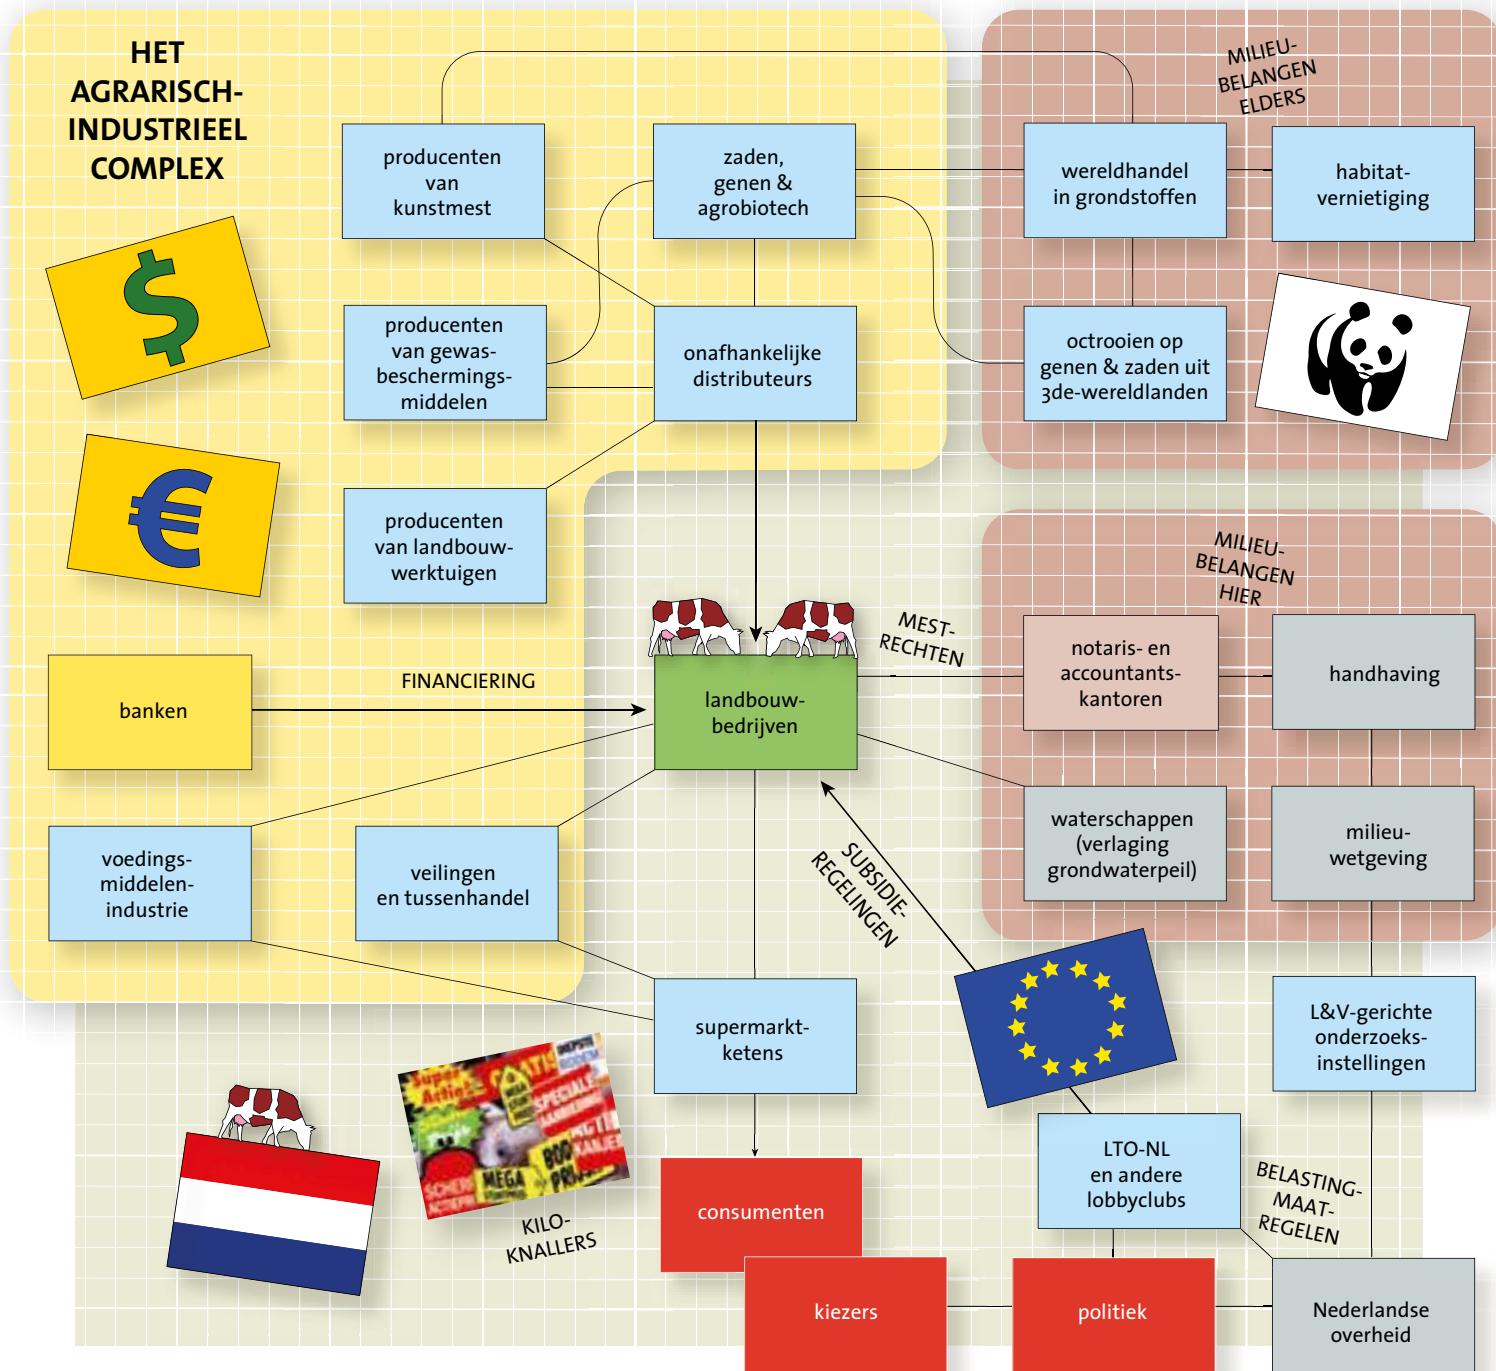 HET
AGRARISCH-
INDUSTRIEEL
COMPLEX
MILIEU-
BELANGEN
ELDERS
producenten
van
kunstmest
zaden,
genen &
agrobiotech
wereldhandel
in grondstoffen
habitat-
vernietiging
$
producenten
van gewas-
beschermings-
middelen
onafhankelijke
distributeurs
octrooien op
genen & zaden uit
3de-wereldlanden
€
producenten
van landbouw-
werktuigen
MILIEU-
BELANGEN
HIER
MEST-
RECHTEN
notaris- en
accountants-
kantoren
handhaving
banken
FINANCIERING
landbouw-
bedrijven
waterschappen
(verlaging
grondwaterpeil)
milieu-
wetgeving
voedings-
middelen-
industrie
veilingen
en tussenhandel
SUBSIDIE-
REGELINGEN
supermarkt-
ketens
L&V-gerichte
onderzoeks-
instellingen
Super
MEGA
KILO-
KNALLERS
LTO-NL
en andere
lobbyclubs
BELASTING-
MAAT-
REGELEN
consumenten
kiezers
politiek
Nederlandse
overheid